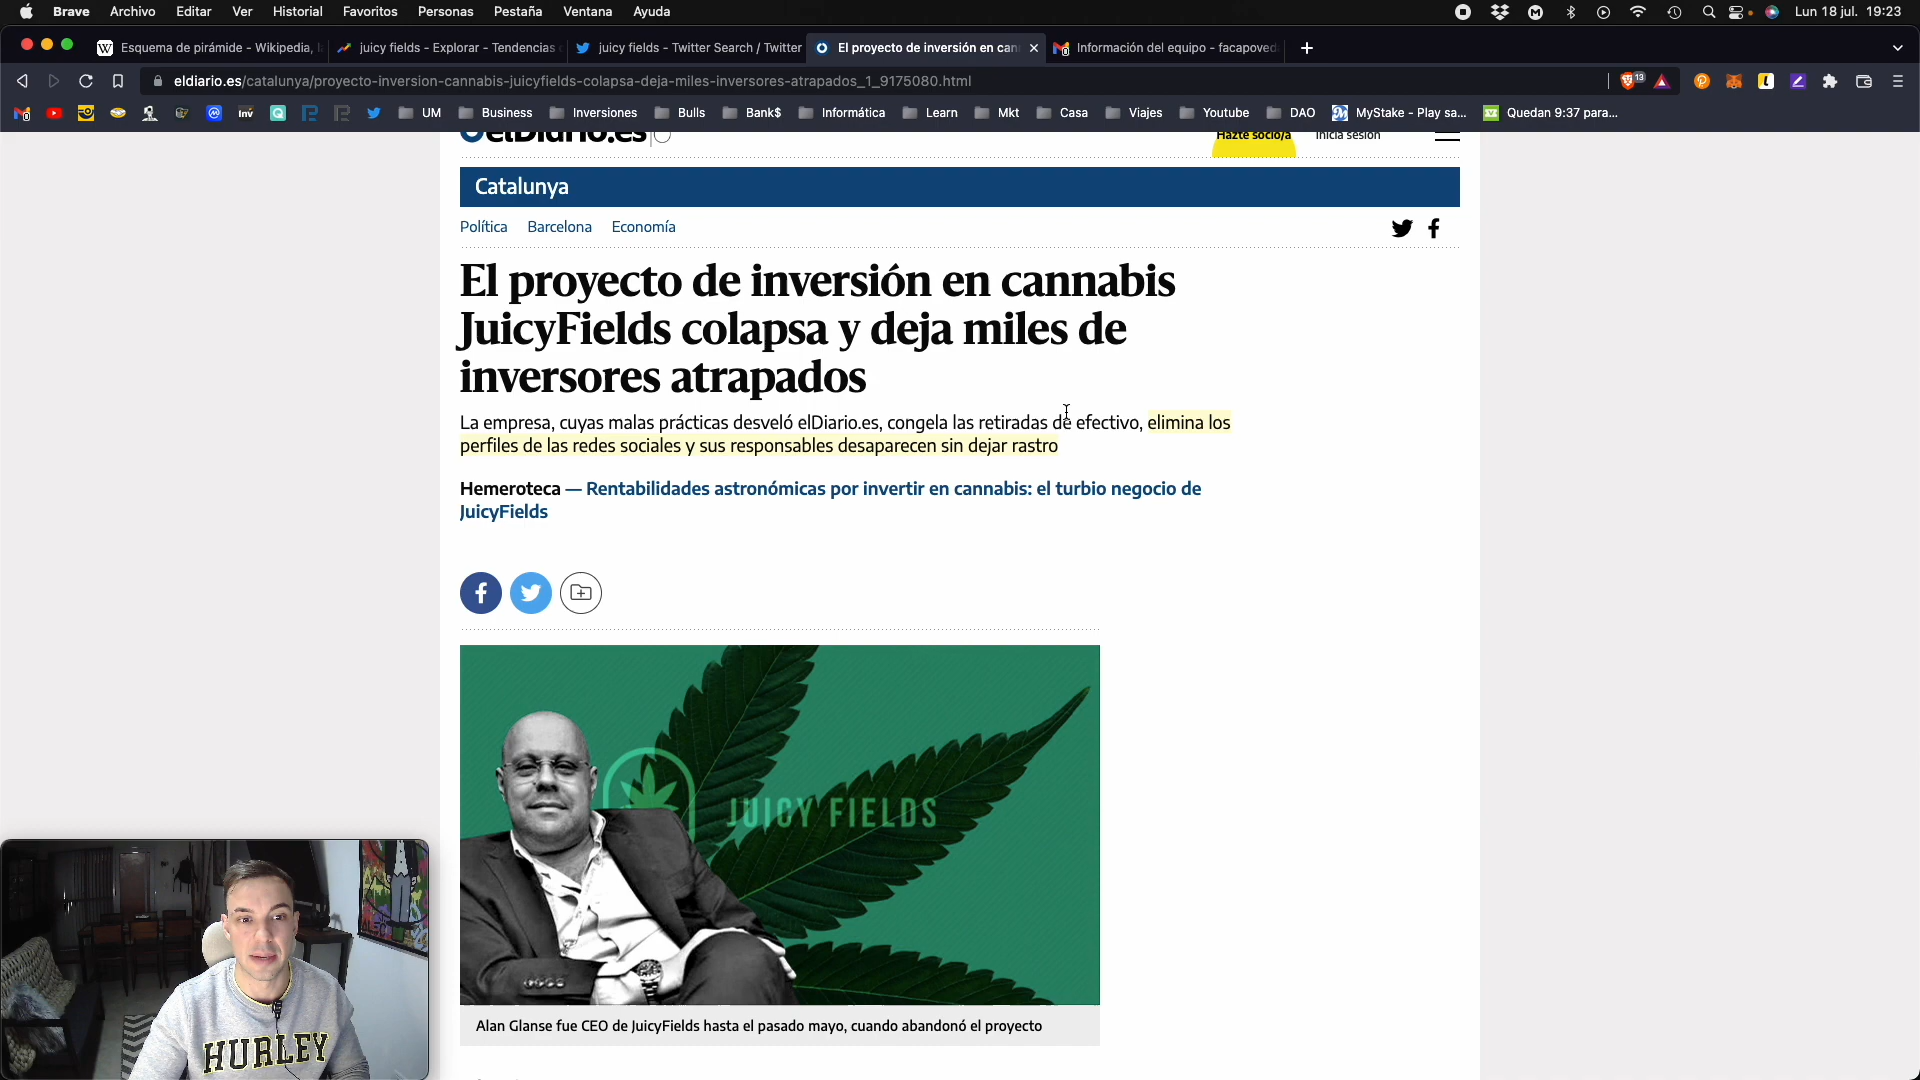 Brave Archivo Editar Ver Historial Favoritos Personas Pestaña Ventana Ayuda Lun 18 jul. 19:23
Esquema de pirámide - Wikipedia, l juicy fields - Explorar - Tendencias juicy fields - Twitter Search / Twitter El proyecto de inversión en can Información del equipo - facapoved
eldiario.es/catalunya/proyecto-inversion-cannabis-juicyfields-colapsa-deja-miles-inversores-atrapados_1_9175080.html 13
Inv UM Business Inversiones Bulls Bank$ Informática Learn Mkt Casa Viajes Youtube DAO MyStake - Play sa... Quedan 9:37 para...
elDiario.es Hazte socio/a Inicia sesión
Catalunya
Política Barcelona Economía
El proyecto de inversión en cannabis
JuicyFields colapsa y deja miles de
inversores atrapados
La empresa, cuyas malas prácticas desveló elDiario.es, congela las retiradas de efectivo, elimina los
perfiles de las redes sociales y sus responsables desaparecen sin dejar rastro
Hemeroteca — Rentabilidades astronómicas por invertir en cannabis: el turbio negocio de
JuicyFields
JUICY FIELDS
Alan Glanse fue CEO de JuicyFields hasta el pasado mayo, cuando abandonó el proyecto
HURLEY